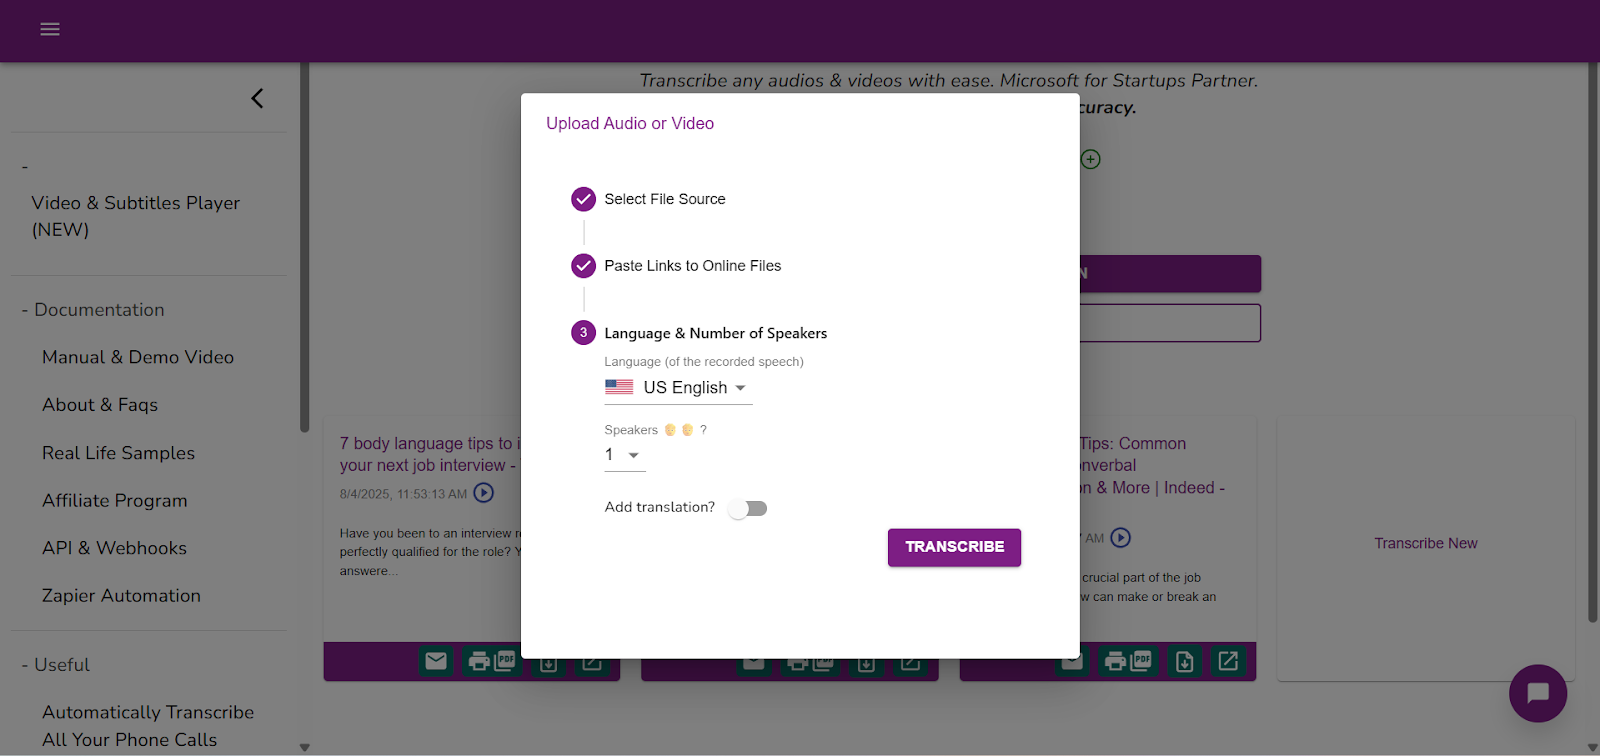 Transcribe any audios & videos with ease. Microsoft for Startups Partner.
curacy.
-
Video & Subtitles Player
(NEW)
- Documentation
Manual & Demo Video
About & Faqs
Real Life Samples
Affiliate Program
API & Webhooks
Zapier Automation
- Useful
Automatically Transcribe
All Your Phone Calls
Upload Audio or Video
Select File Source
Paste Links to Online Files
3 Language & Number of Speakers
Language (of the recorded speech)
US English
Speakers ?
1
Add translation?
TRANSCRIBE
N
7 body language tips to i
your next job interview -
8/4/2025, 11:53:13 AM
Have you been to an interview
perfectly qualified for the role?
answere...
PDF
PDF
Tips: Common
nverbal
n & More | Indeed -
AM
crucial part of the job
w can make or break an
PDF
Transcribe New